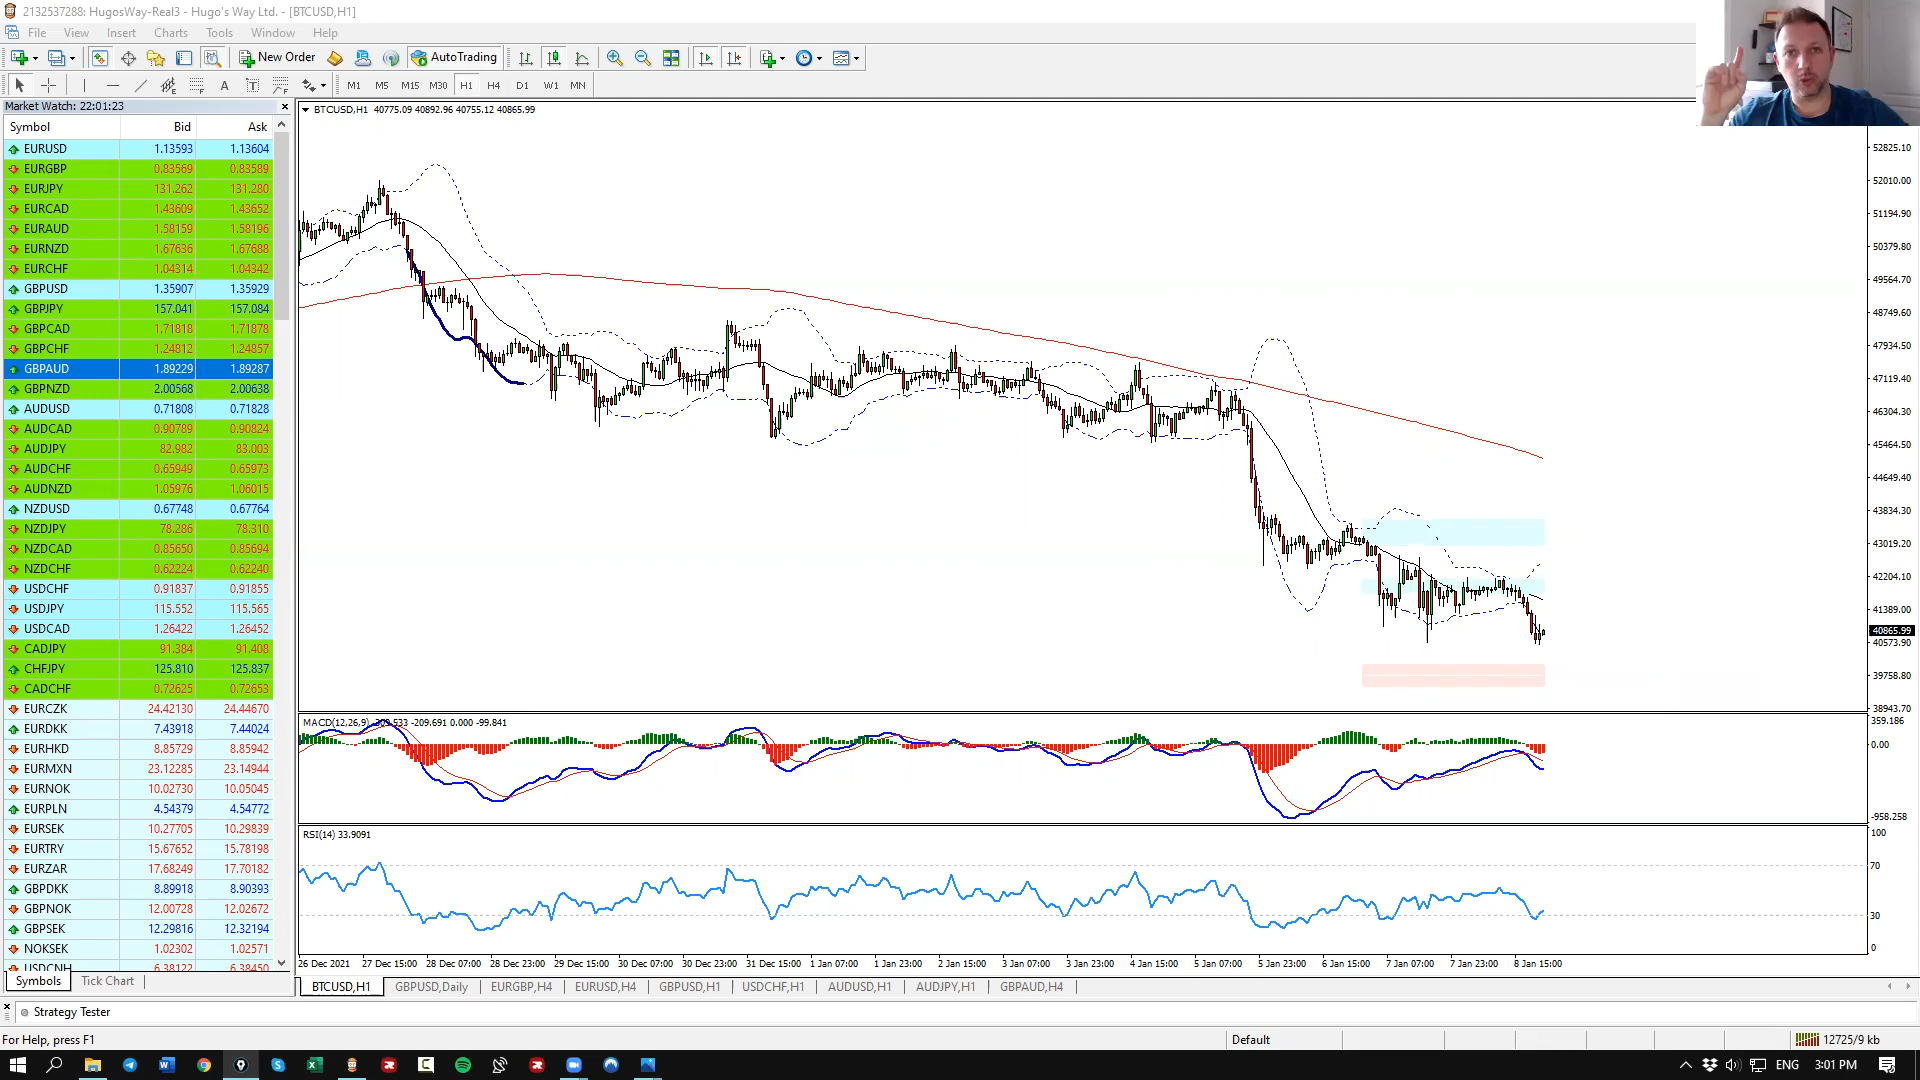 2132537288: HugosWay-Real3 - Hugo's Way Ltd. - [BTCUSD,H1]
File View Insert Charts Tools Window Help
New Order AutoTrading
A T M1 M5 M15 M30 H1 H4 D1 W1 MN
Market Watch: 22:01:23
Symbol Bid Ask
EURUSD 1.13593 1.13604
EURGBP 0.83569 0.83589
EURJPY 131.262 131.280
EURCAD 1.43609 1.43652
EURAUD 1.58159 1.58196
EURNZD 1.67636 1.67688
EURCHF 1.04314 1.04342
GBPUSD 1.35907 1.35929
GBPJPY 157.041 157.084
GBPCAD 1.71818 1.71878
GBPCHF 1.24812 1.24857
GBPAUD 1.89229 1.89287
GBPNZD 2.00568 2.00638
AUDUSD 0.71808 0.71828
AUDCAD 0.90789 0.90824
AUDJPY 82.982 83.003
AUDCHF 0.65949 0.65973
AUDNZD 1.05976 1.06015
NZDUSD 0.67748 0.67764
NZDJPY 78.286 78.310
NZDCAD 0.85650 0.85694
NZDCHF 0.62224 0.62240
USDCHF 0.91837 0.91855
USDJPY 115.552 115.565
USDCAD 1.26422 1.26452
CADJPY 91.384 91.408
CHFJPY 125.810 125.837
CADCHF 0.72625 0.72653
EURCZK 24.42130 24.44670
EURDKK 7.43918 7.44024
EURHKD 8.85729 8.85942
EURMXN 23.12285 23.14944
EURNOK 10.02730 10.05045
EURPLN 4.54379 4.54772
EURSEK 10.27705 10.29839
EURTRY 15.67652 15.78198
EURZAR 17.68249 17.70182
GBPDKK 8.89918 8.90393
GBPNOK 12.00728 12.02672
GBPSEK 12.29816 12.32194
NOKSEK 1.02302 1.02571
USDCNH 6.38122 6.38450
Symbols Tick Chart
BTCUSD,H1 40775.09 40892.96 40755.12 40865.99
52825.10
52010.00
51194.90
50379.80
49564.70
48749.60
47934.50
47119.40
46304.30
45464.50
44649.40
43834.30
43019.20
42204.10
41389.00
40865.99
40573.90
39758.80
38943.70
MACD(12,26,9) -309.533 -209.691 0.000 -99.841
359.186
0.00
-958.258
RSI(14) 33.9091
100
70
30
0
26 Dec 2021 27 Dec 15:00 28 Dec 07:00 28 Dec 23:00 29 Dec 15:00 30 Dec 07:00 30 Dec 23:00 31 Dec 15:00 1 Jan 07:00 1 Jan 23:00 2 Jan 15:00 3 Jan 07:00 3 Jan 23:00 4 Jan 15:00 5 Jan 07:00 5 Jan 23:00 6 Jan 15:00 7 Jan 07:00 7 Jan 23:00 8 Jan 15:00
BTCUSD,H1 GBPUSD,Daily EURGBP,H4 EURUSD,H4 GBPUSD,H1 USDCHF,H1 AUDUSD,H1 AUDJPY,H1 GBPAUD,H4
Strategy Tester
For Help, press F1 Default 12725/9 kb
ENG 3:01 PM